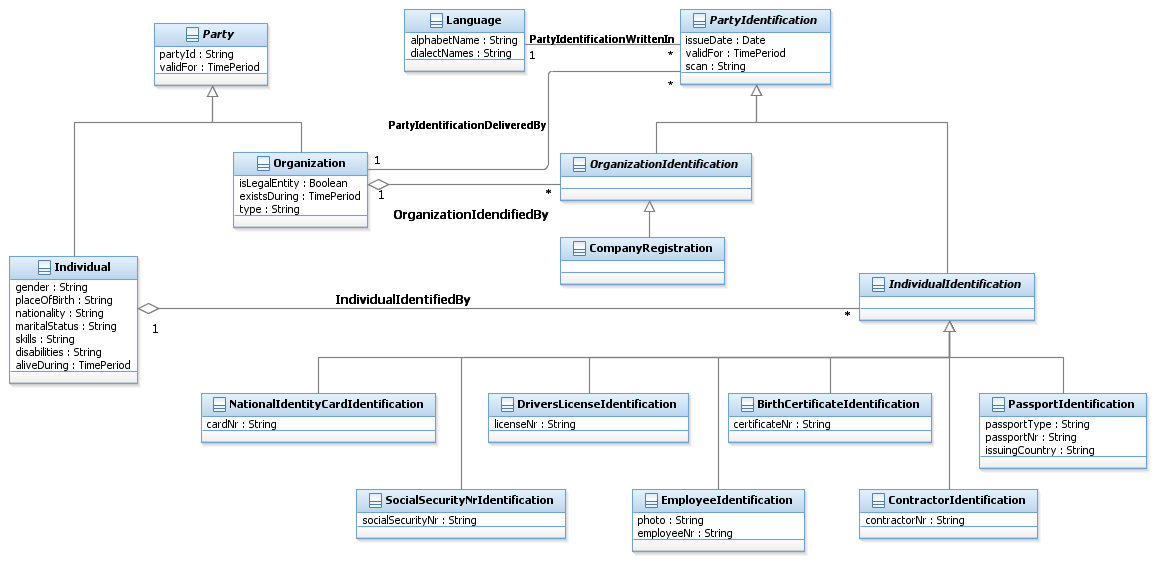 Party
partyId : String
validFor : TimePeriod
Language
alphabetName : String
dialectNames : String
PartyIdentificationWrittenIn
1
*
PartyIdentification
issueDate : Date
validFor : TimePeriod
scan : String
*
PartyIdentificationDeliveredBy
1
Organization
isLegalEntity : Boolean
existsDuring : TimePeriod
type : String
1
*
OrganizationIdendifiedBy
OrganizationIdentification
CompanyRegistration
Individual
gender : String
placeOfBirth : String
nationality : String
maritalStatus : String
skills : String
disabilities : String
aliveDuring : TimePeriod
IndividualIdentifiedBy
1
*
IndividualIdentification
NationalIdentityCardIdentification
cardNr : String
DriversLicenseIdentification
licenseNr : String
BirthCertificateIdentification
certificateNr : String
PassportIdentification
passportType : String
passportNr : String
issuingCountry : String
SocialSecurityNrIdentification
socialSecurityNr : String
EmployeeIdentification
photo : String
employeeNr : String
ContractorIdentification
contractorNr : String